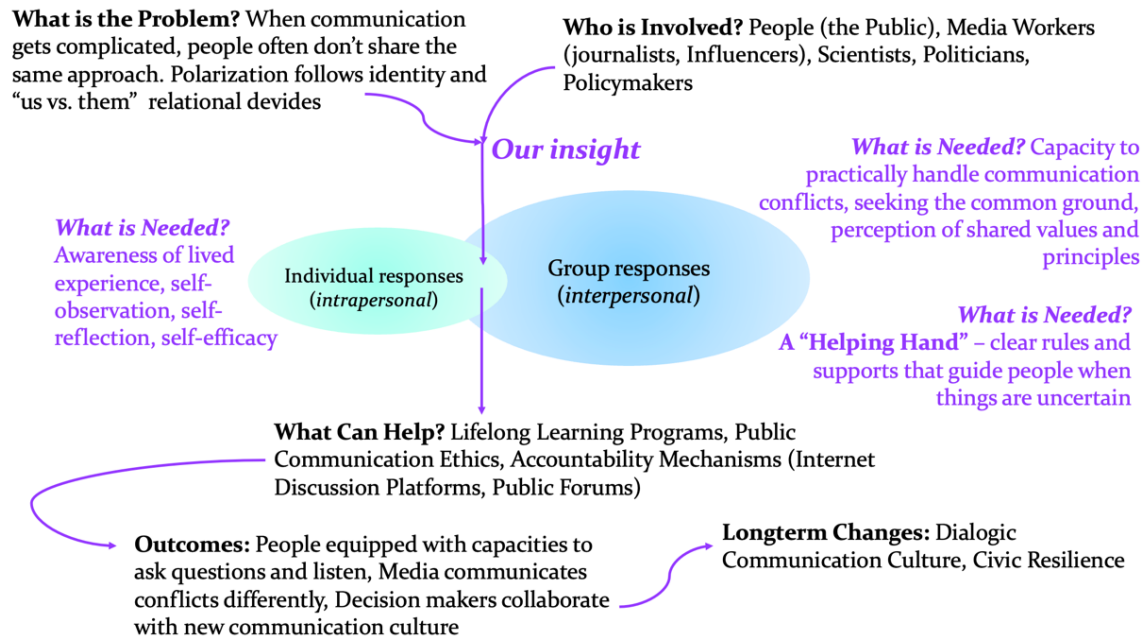 What is the Problem? When communication
gets complicated, people often don't share the
same approach. Polarization follows identity and
“us vs. them” relational devides
Who is Involved? People (the Public), Media Workers
(journalists, Influencers), Scientists, Politicians,
Policymakers
Our insight
What is Needed? Capacity to
practically handle communication
conflicts, seeking the common ground,
perception of shared values and
principles
What is Needed?
Awareness of lived
experience, self-
observation, self-
reflection, self-efficacy
Individual responses
(intrapersonal)
Group responses
(interpersonal)
What is Needed?
A “Helping Hand” – clear rules and
supports that guide people when
things are uncertain
What Can Help? Lifelong Learning Programs, Public
Communication Ethics, Accountability Mechanisms (Internet
Discussion Platforms, Public Forums)
Outcomes: People equipped with capacities to
ask questions and listen, Media communicates
conflicts differently, Decision makers collaborate
with new communication culture
Longterm Changes: Dialogic
Communication Culture, Civic Resilience